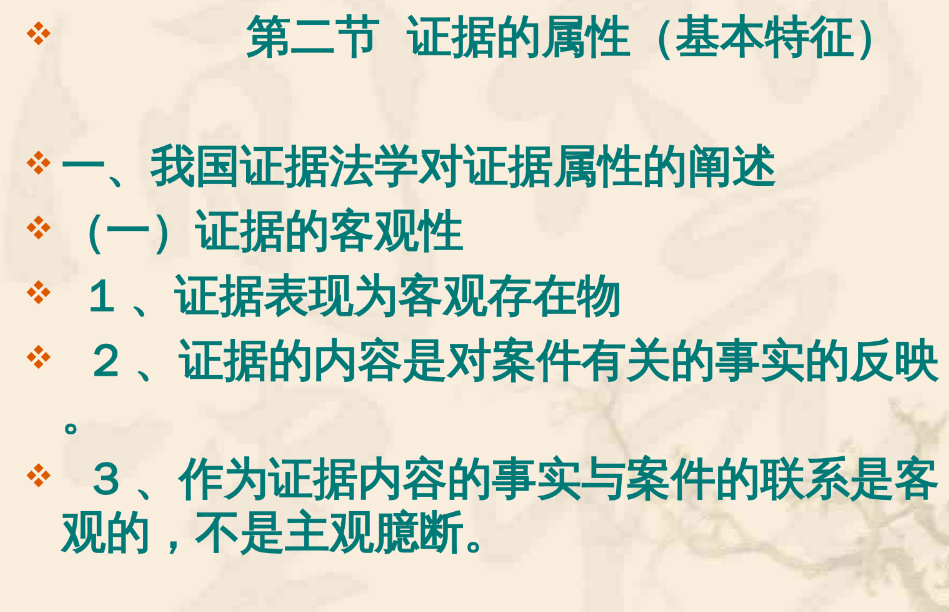 第二节 证据的属性（基本特征）
一、我国证据法学对证据属性的阐述
（一）证据的客观性
１、证据表现为客观存在物
２、证据的内容是对案件有关的事实的反映
。
３、作为证据内容的事实与案件的联系是客
观的，不是主观臆断。